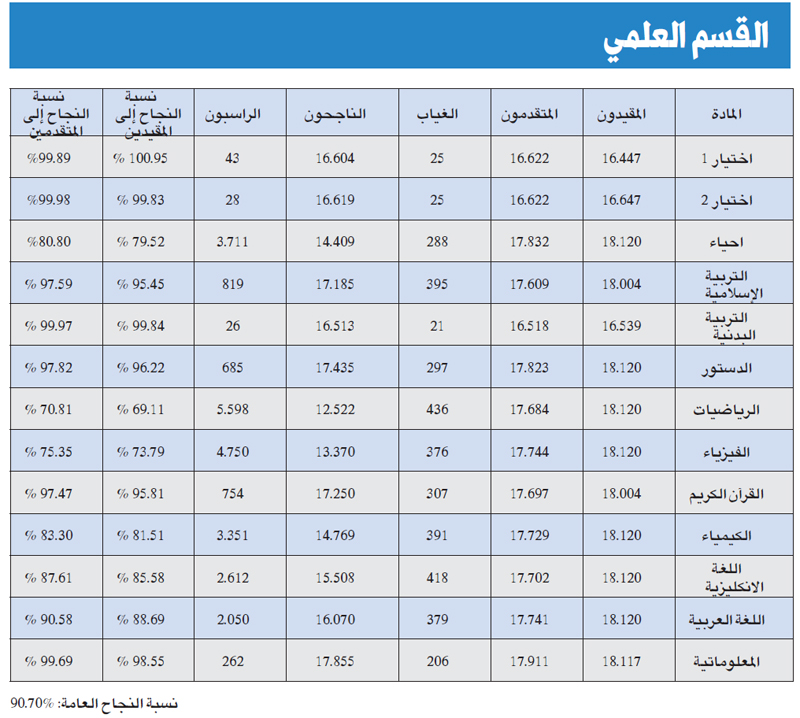 القسم العلمي
المادة المقيدون المتقدمون الغياب الناجحون الراسبون نسبة النجاح إلى المقيدين نسبة النجاح إلى المتقدمين
اختيار 1 16.447 16.622 25 16.604 43 % 100.95 %99.89
اختيار 2 16.647 16.622 25 16.619 28 % 99.83 % 99.98
احياء 18.120 17.832 288 14.409 3.711 % 79.52 %80.80
التربية الإسلامية 18.004 17.609 395 17.185 819 % 95.45 % 97.59
التربية البدنية 16.539 16.518 21 16.513 26 % 99.84 % 99.97
الدستور 18.120 17.823 297 17.435 685 % 96.22 % 97.82
الرياضيات 18.120 17.684 436 12.522 5.598 % 69.11 % 70.81
الفيزياء 18.120 17.744 376 13.370 4.750 % 73.79 % 75.35
القرآن الكريم 18.004 17.697 307 17.250 754 % 95.81 % 97.47
الكيمياء 18.120 17.729 391 14.769 3.351 % 81.51 % 83.30
اللغة الانكليزية 18.120 17.702 418 15.508 2.612 % 85.58 % 87.61
اللغة العربية 18.120 17.741 379 16.070 2.050 % 88.69 % 90.58
المعلوماتية 18.117 17.911 206 17.855 262 % 98.55 % 99.69
نسبة النجاح العامة: 90.70%